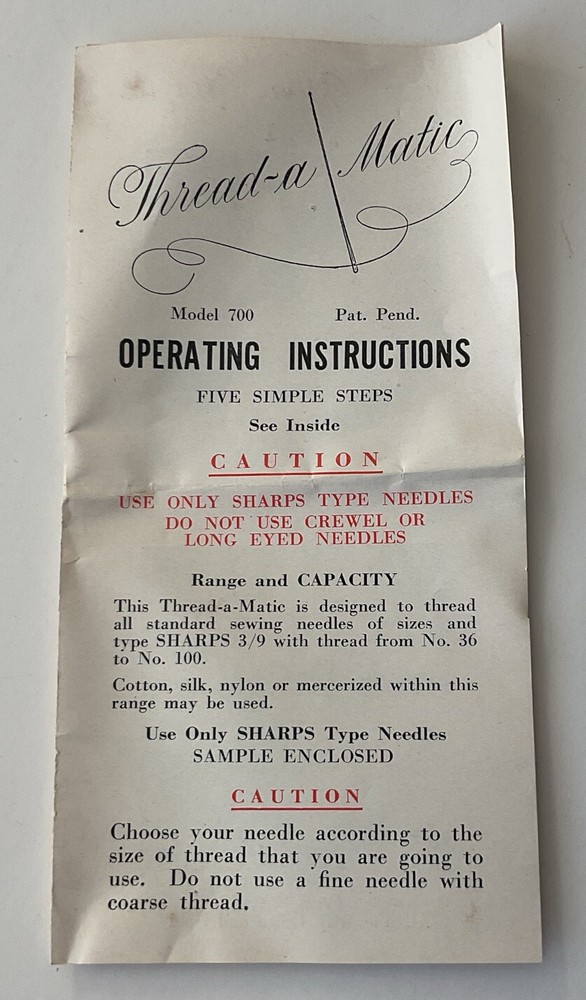 Thread-a Matic
Model 700 Pat. Pend.
OPERATING INSTRUCTIONS
FIVE SIMPLE STEPS
See Inside
CAUTION
USE ONLY SHARPS TYPE NEEDLES
DO NOT USE CREWEL OR
LONG EYED NEEDLES
Range and CAPACITY
This Thread-a-Matic is designed to thread
all standard sewing needles of sizes and
type SHARPS 3/9 with thread from No. 36
to No. 100.
Cotton, silk, nylon or mercerized within this
range may be used.
Use Only SHARPS Type Needles
SAMPLE ENCLOSED
CAUTION
Choose your needle according to the
size of thread that you are going to
use. Do not use a fine needle with
coarse thread.